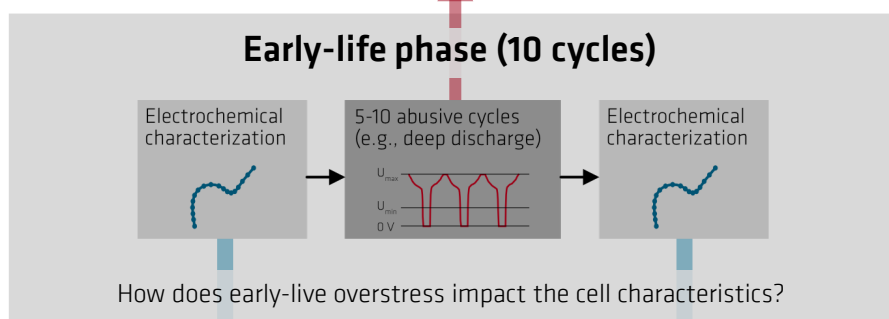 Early-life phase (10 cycles)
Electrochemical
characterization
5-10 abusive cycles
(e.g., deep discharge)
Umax
Umin
0 V
Electrochemical
characterization
How does early-live overstress impact the cell characteristics?